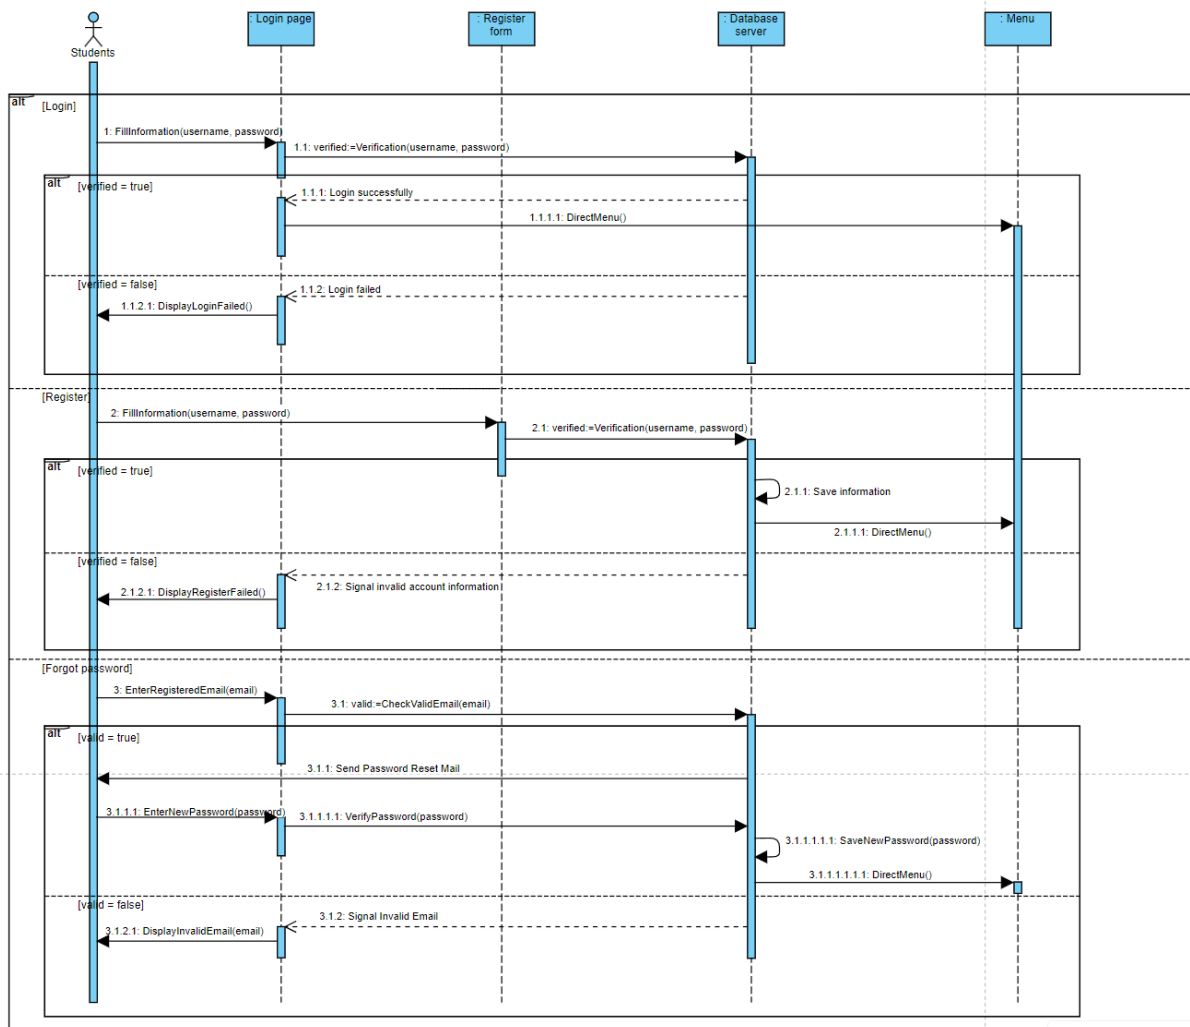 : Login page
: Register
form
: Database
server
: Menu
Students
alt
[Login]
1: FillInformation(username, password)
1.1: verified:=Verification(username, password)
alt
[verified = true]
1.1.1: Login successfully
1.1.1.1: DirectMenu()
[verified = false]
1.1.2: Login failed
1.1.2.1: DisplayLoginFailed()
[Register]
2: FillInformation(username, password)
2.1: verified:=Verification(username, password)
alt
[verified = true]
2.1.1: Save information
2.1.1.1: DirectMenu()
[verified = false]
2.1.2: Signal invalid account information
2.1.2.1: DisplayRegisterFailed()
[Forgot password]
3: EnterRegisteredEmail(email)
3.1: valid:=CheckValidEmail(email)
alt
[valid = true]
3.1.1: Send Password Reset Mail
3.1.1.1: EnterNewPassword(password)
3.1.1.1.1: VerifyPassword(password)
3.1.1.1.1.1: SaveNewPassword(password)
3.1.1.1.1.1.1: DirectMenu()
[valid = false]
3.1.2: Signal Invalid Email
3.1.2.1: DisplayInvalidEmail(email)